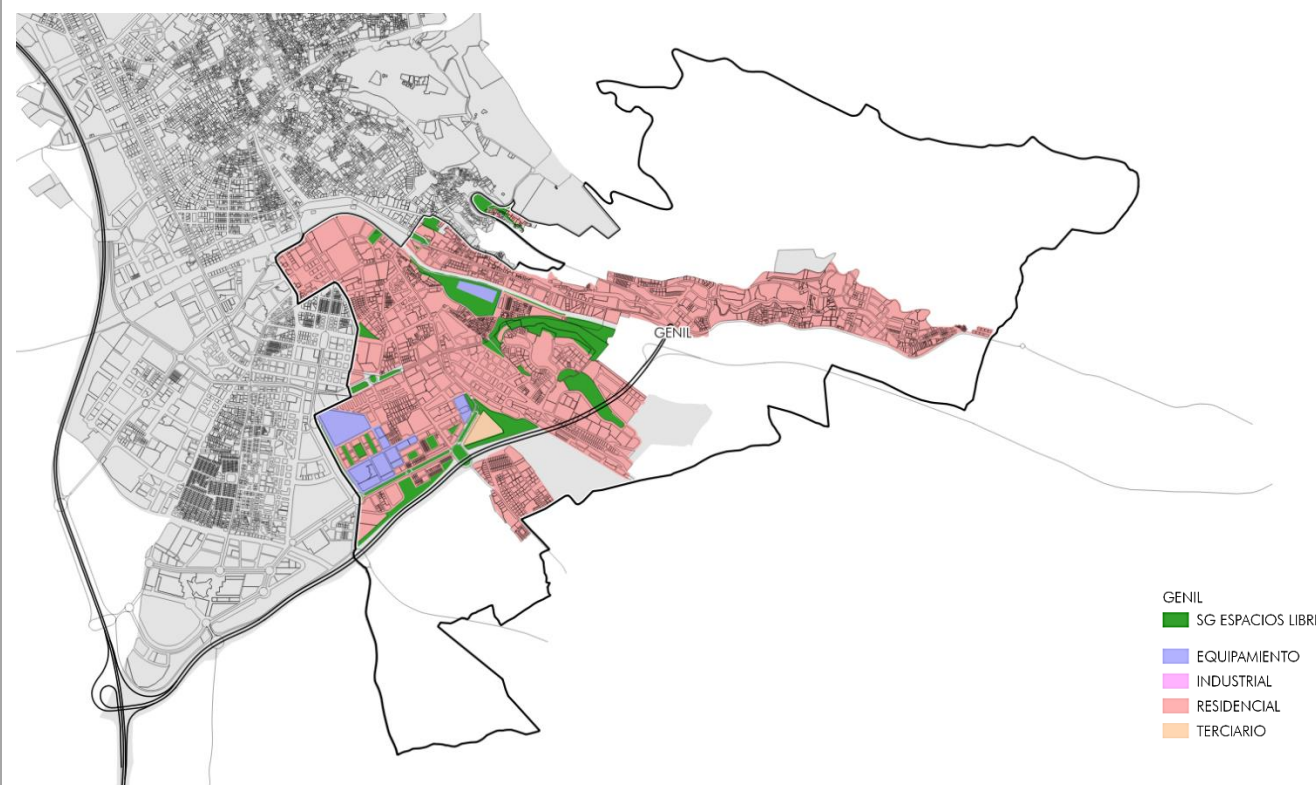 GENIL
GENIL
SG ESPACIOS LIBR
EQUIPAMIENTO
INDUSTRIAL
RESIDENCIAL
TERCIARIO